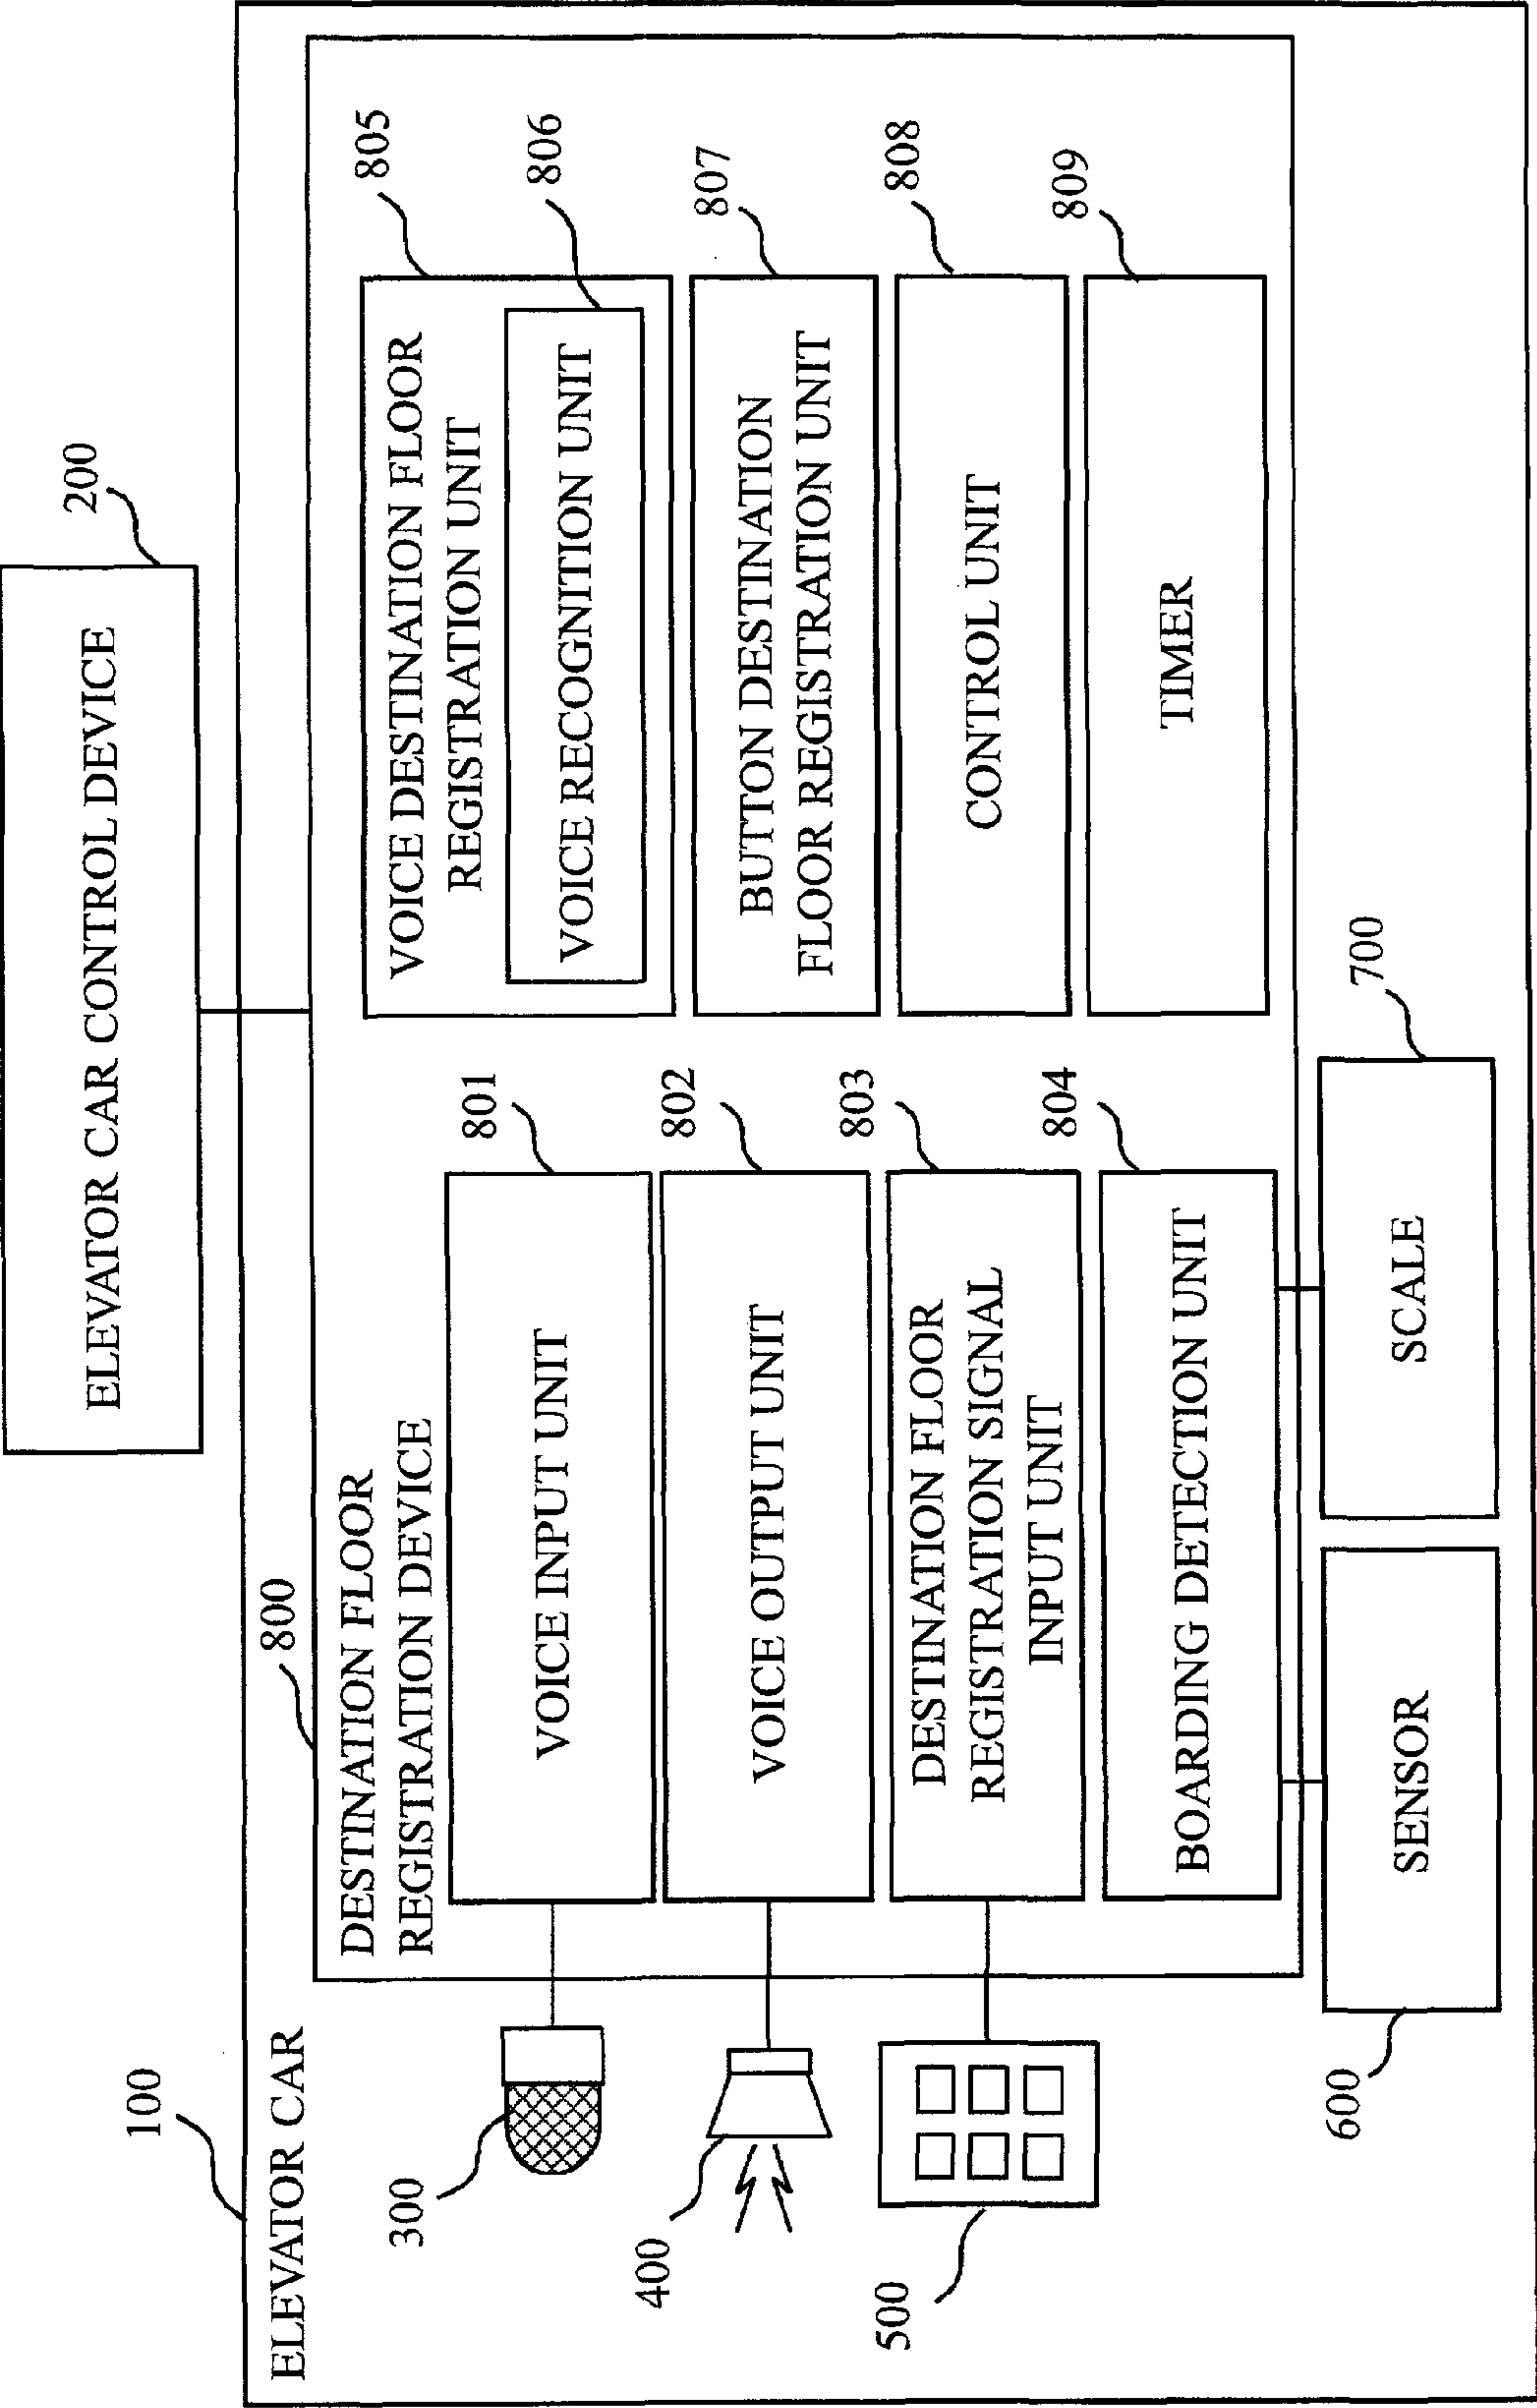 200
ELEVATOR CAR CONTROL DEVICE
100
ELEVATOR CAR
800
DESTINATION FLOOR
REGISTRATION DEVICE
300
801
VOICE INPUT UNIT
400
802
VOICE OUTPUT UNIT
500
803
DESTINATION FLOOR
REGISTRATION SIGNAL
INPUT UNIT
804
BOARDING DETECTION UNIT
805
VOICE DESTINATION FLOOR
REGISTRATION UNIT
806
VOICE RECOGNITION UNIT
807
BUTTON DESTINATION
FLOOR REGISTRATION UNIT
808
CONTROL UNIT
809
TIMER
600
SENSOR
700
SCALE